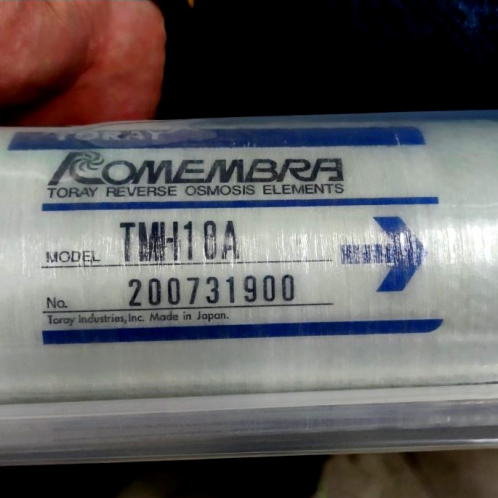 TORAY
ROMEMBRA
TORAY REVERSE OSMOSIS ELEMENTS
MODEL TMH10A
No. 200731900
Toray Industries, Inc. Made in Japan.